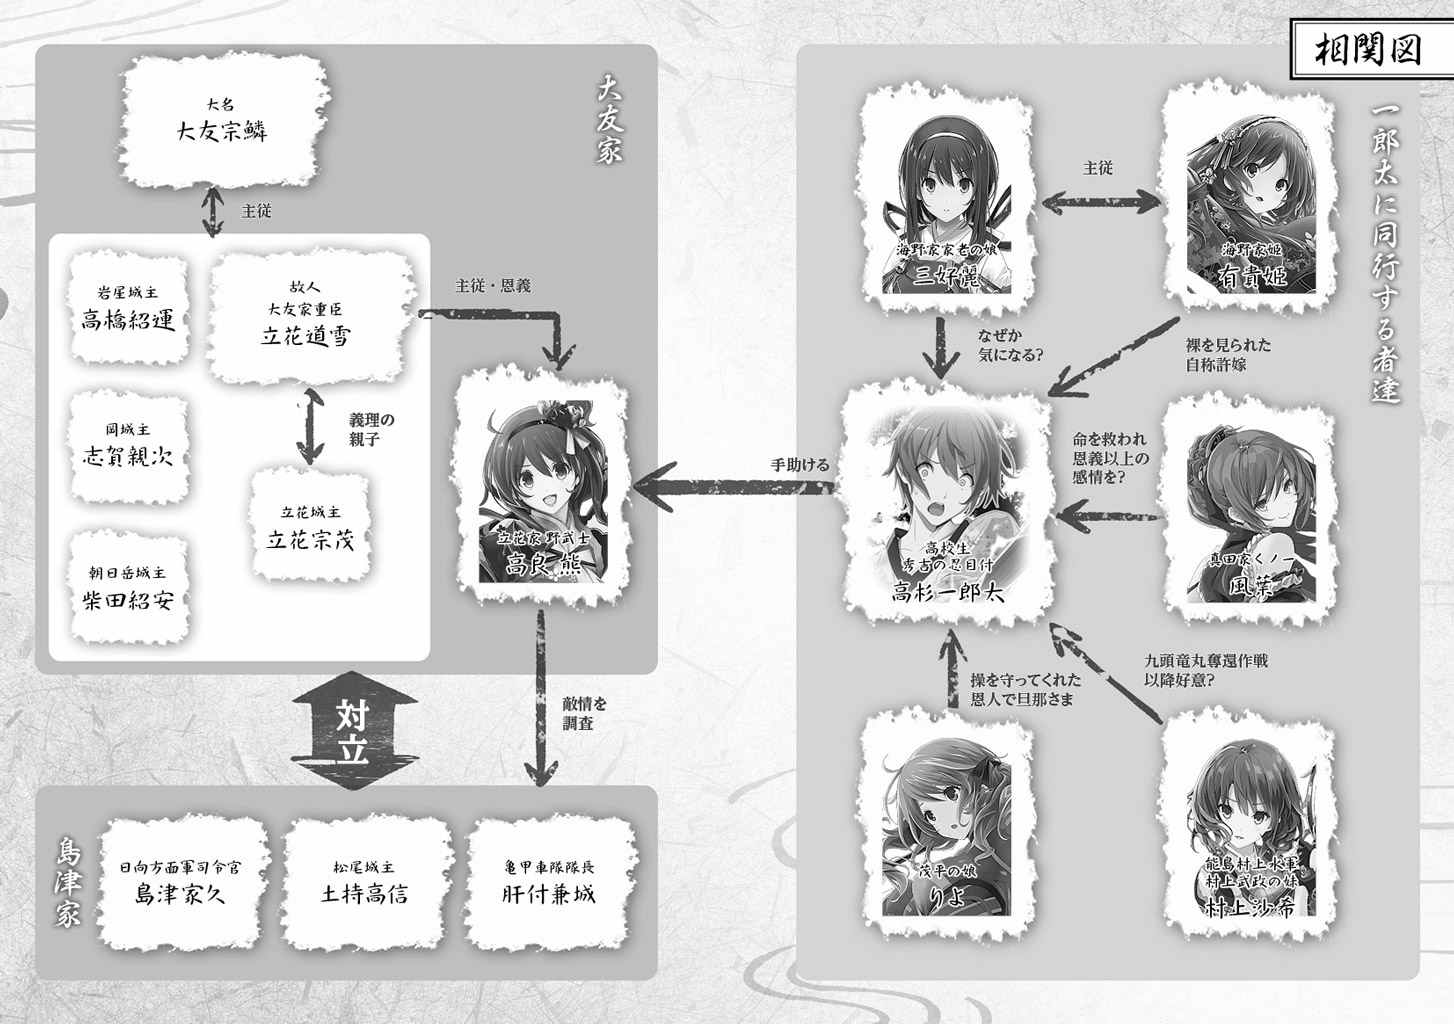 相関図
一郎太に同行する者達
海野家家老の娘
三好麗
主従
海野家姫
有貴姫
なぜか
気になる?
裸を見られた
自称許嫁
高校生
秀吉の忍目付
高杉一郎太
命を救われ
恩義以上の
感情を?
真田家くノ一
風葉
操を守ってくれた
恩人で旦那さま
九頭竜丸奪還作戦
以降好意?
茂平の娘
りよ
能島村上水軍
村上武政の妹
村上沙希
手助ける
大友家
大名
大友宗鱗
主従
岩屋城主
高橋紹運
故人
大友家重臣
立花道雪
主従・恩義
岡城主
志賀親次
義理の
親子
立花城主
立花宗茂
朝日岳城主
柴田紹安
立花家 野武士
高良 熊
対立
敵情を
調査
島津家
日向方面軍司令官
島津家久
松尾城主
土持高信
亀甲車隊隊長
肝付兼城